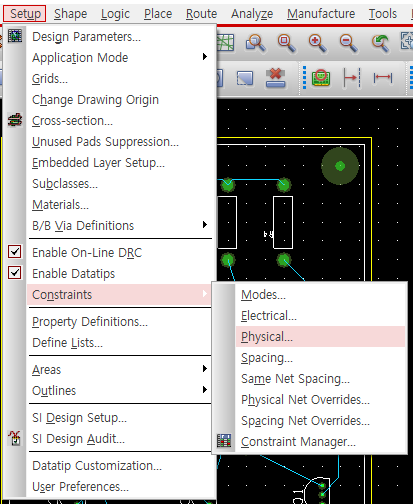 Setup Shape Logic Place Route Analyze Manufacture Tools
Design Parameters...
Application Mode
Grids...
Change Drawing Origin
Cross-section...
Unused Pads Suppression...
Embedded Layer Setup...
Subclasses...
Materials...
B/B Via Definitions
Enable On-Line DRC
Enable Datatips
Constraints
Property Definitions...
Define Lists...
Areas
Outlines
SI Design Setup...
SI Design Audit...
Datatip Customization...
User Preferences...
Modes...
Electrical...
Physical...
Spacing...
Same Net Spacing...
Physical Net Overrides...
Spacing Net Overrides...
Constraint Manager...